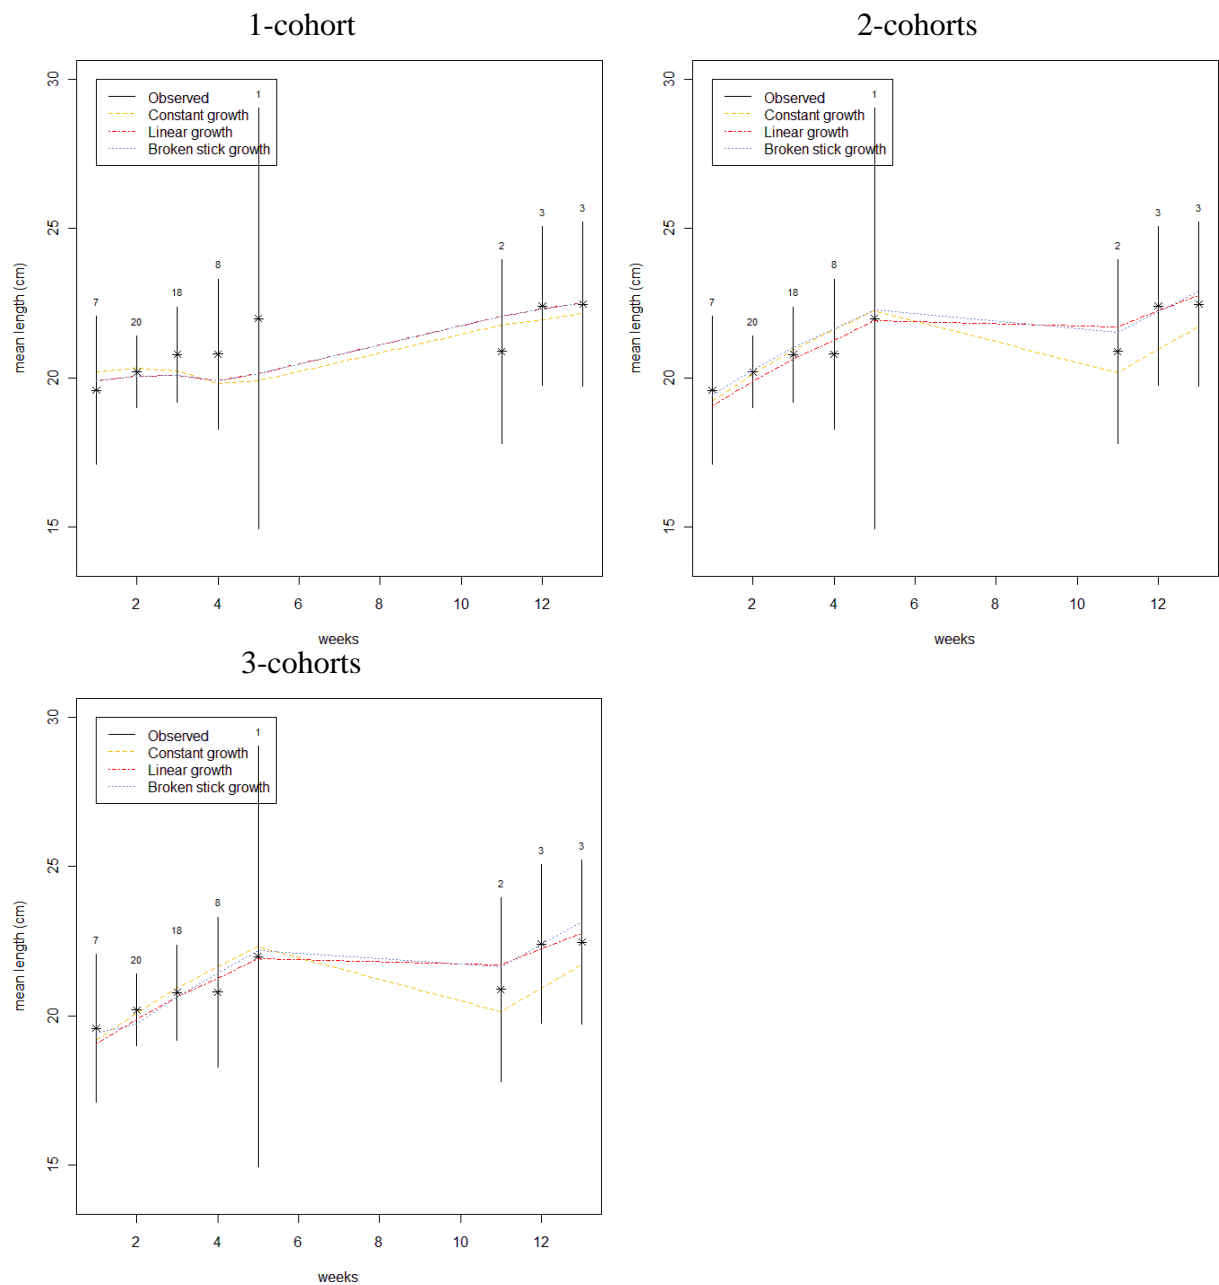 1-cohort
30
25
20
15
mean length (cm)
Observed
Constant growth
Linear growth
Broken stick growth
7
20
18
8
1
2
3
3
2 4 6 8 10 12
weeks
2-cohorts
30
25
20
15
mean length (cm)
Observed
Constant growth
Linear growth
Broken stick growth
7
20
18
8
1
2
3
3
2 4 6 8 10 12
weeks
3-cohorts
30
25
20
15
mean length (cm)
Observed
Constant growth
Linear growth
Broken stick growth
7
20
18
8
1
2
3
3
2 4 6 8 10 12
weeks